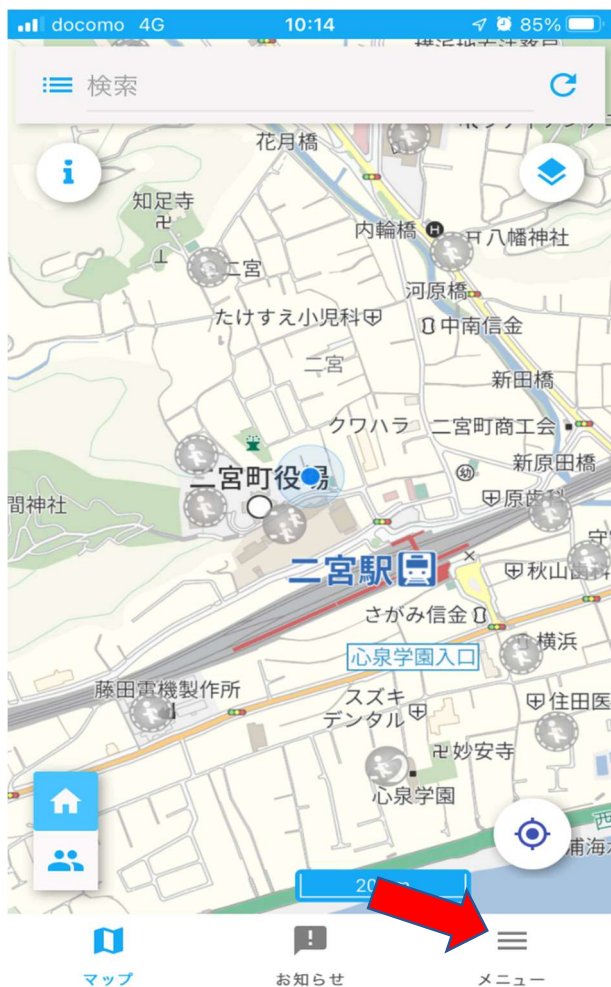 docomo 4G 10:14 85%
検索
花月橋
知足寺
内輪橋 H
八幡神社
二宮
河原橋
たけすえ小児科
中南信金
二宮
新田橋
クワハラ 二宮町商工会
新原田橋
幼
二宮町役場
間神社
二宮駅
秋山歯科
さがみ信金
横浜
心泉学園入口
藤田電機製作所
スズキ
デンタル
住田医
妙安寺
心泉学園
西
浦海
マップ お知らせ メニュー